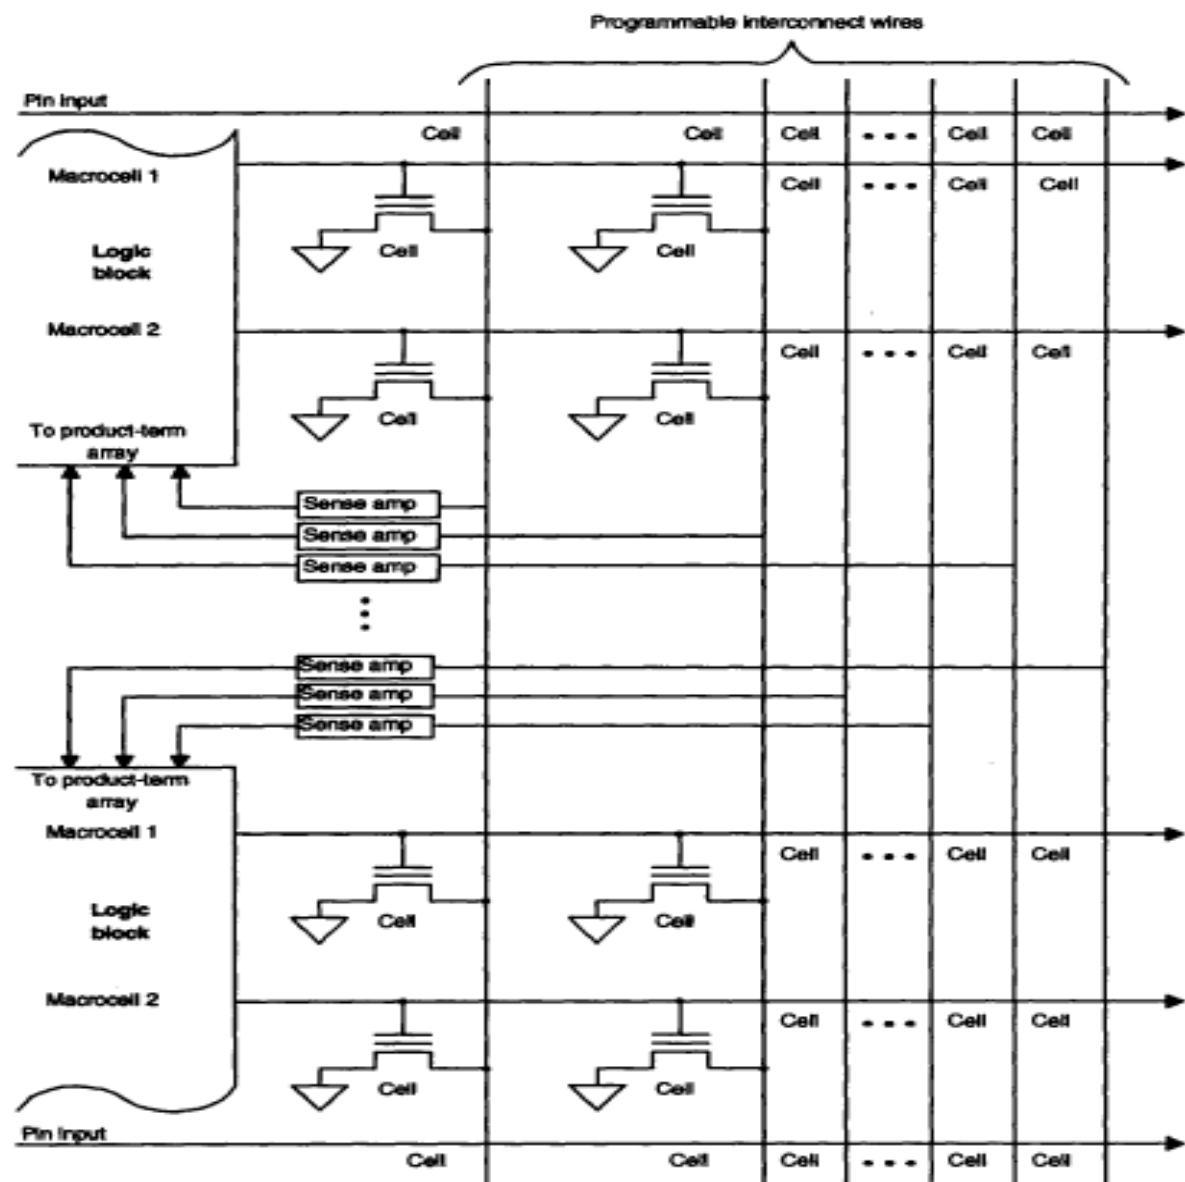 Programmable interconnect wires
Pin input
Cell Cell Cell Cell Cell
Macrocell 1
Cell Cell Cell
Cell Cell
Logic
block
Macrocell 2
Cell Cell Cell
Cell Cell
To product-term
array
Sense amp
Sense amp
Sense amp
Sense amp
Sense amp
Sense amp
To product-term
array
Macrocell 1
Cell Cell Cell
Cell Cell
Logic
block
Macrocell 2
Cell Cell Cell
Cell Cell
Pin input
Cell Cell Cell Cell Cell